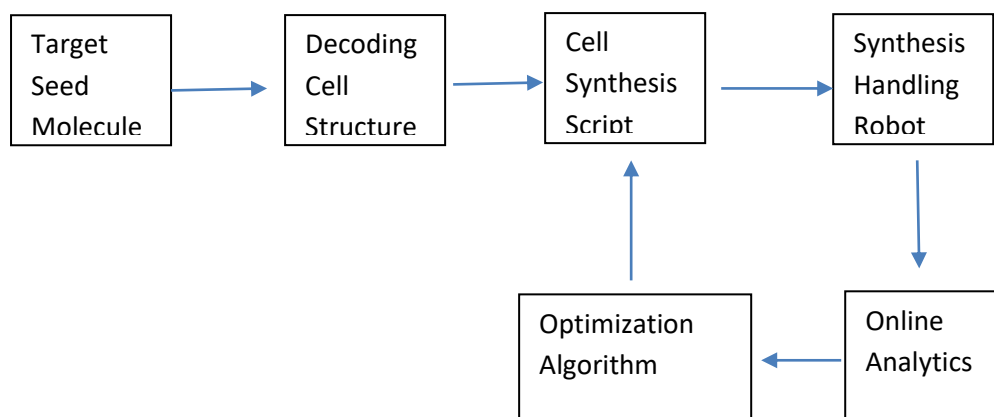 Target
Seed
Molecule
Decoding
Cell
Structure
Cell
Synthesis
Script
Synthesis
Handling
Robot
Optimization
Algorithm
Online
Analytics